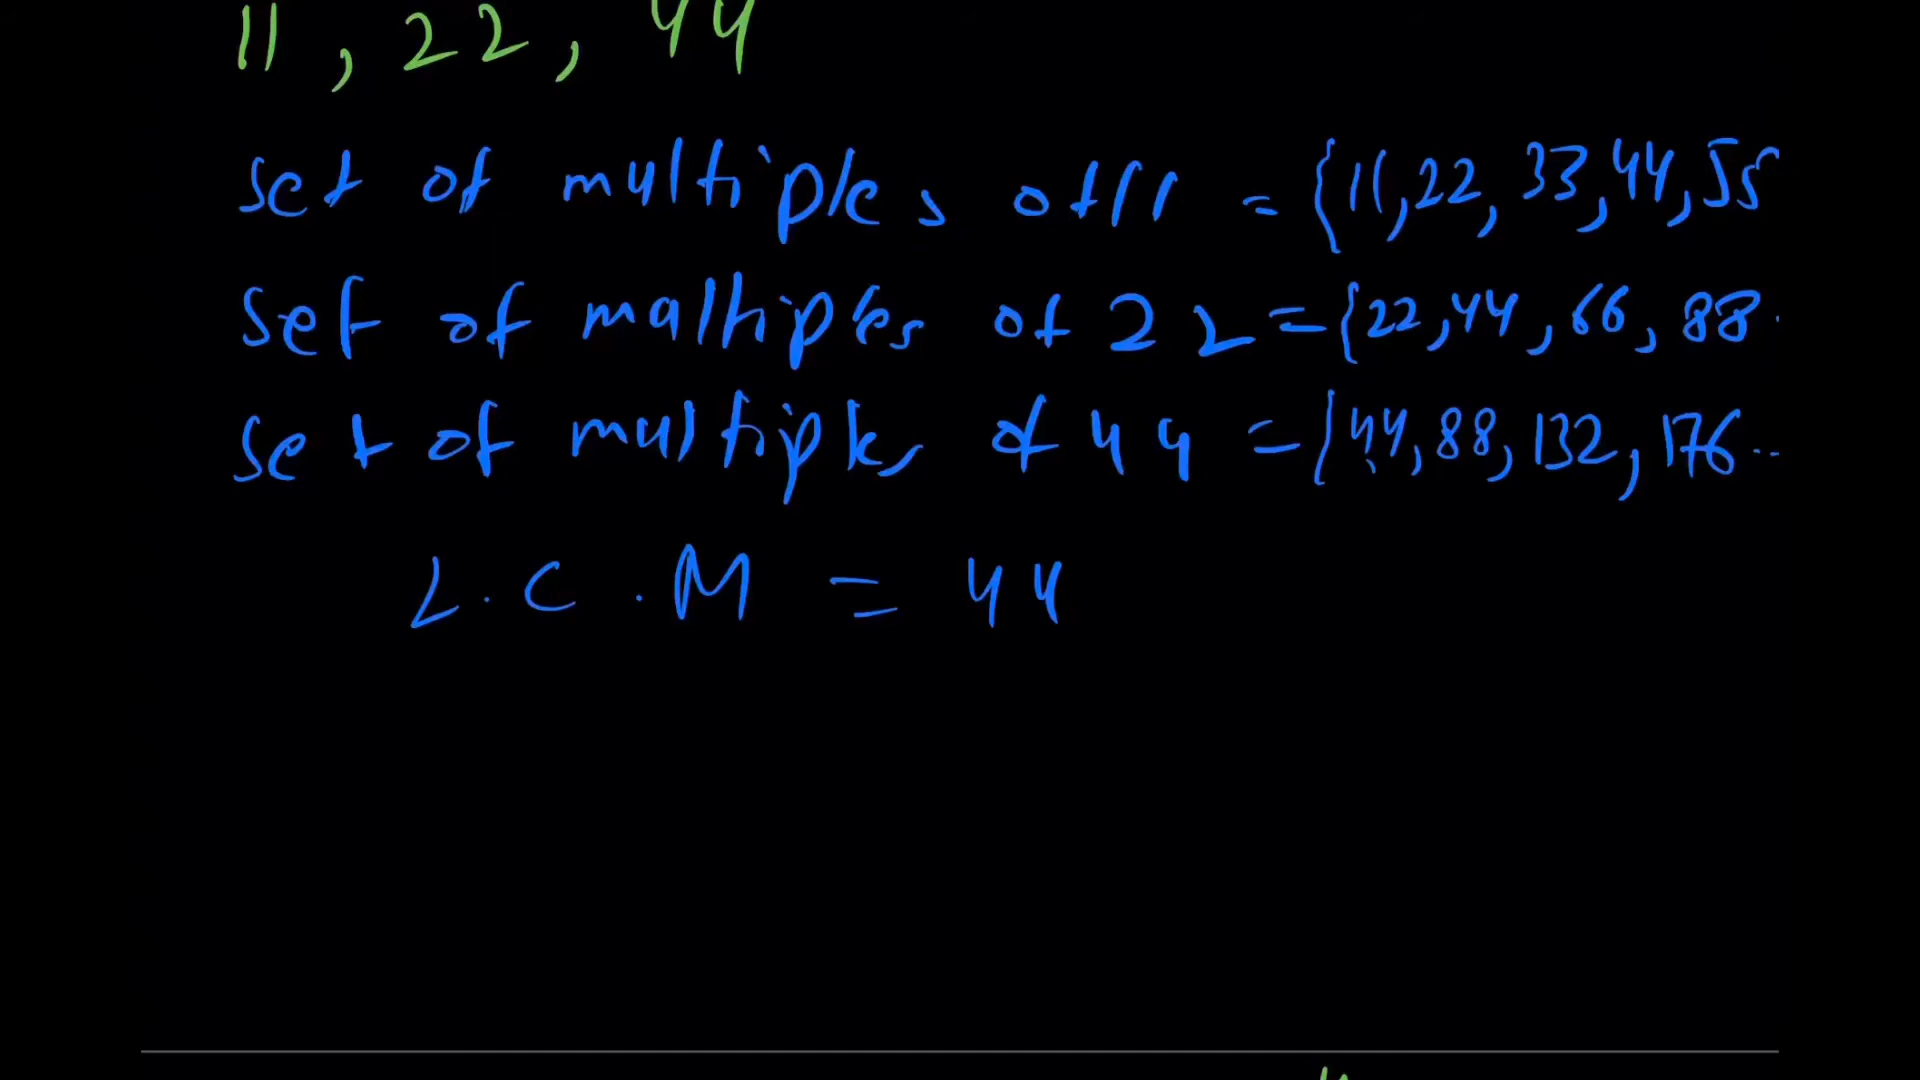 11, 22, 44
set of multiples of 11 = {11, 22, 33, 44, 55
set of maltiples of 22 = {22, 44, 66, 88.
set of multiples of 44 = {44, 88, 132, 176..
L.C.M = 44